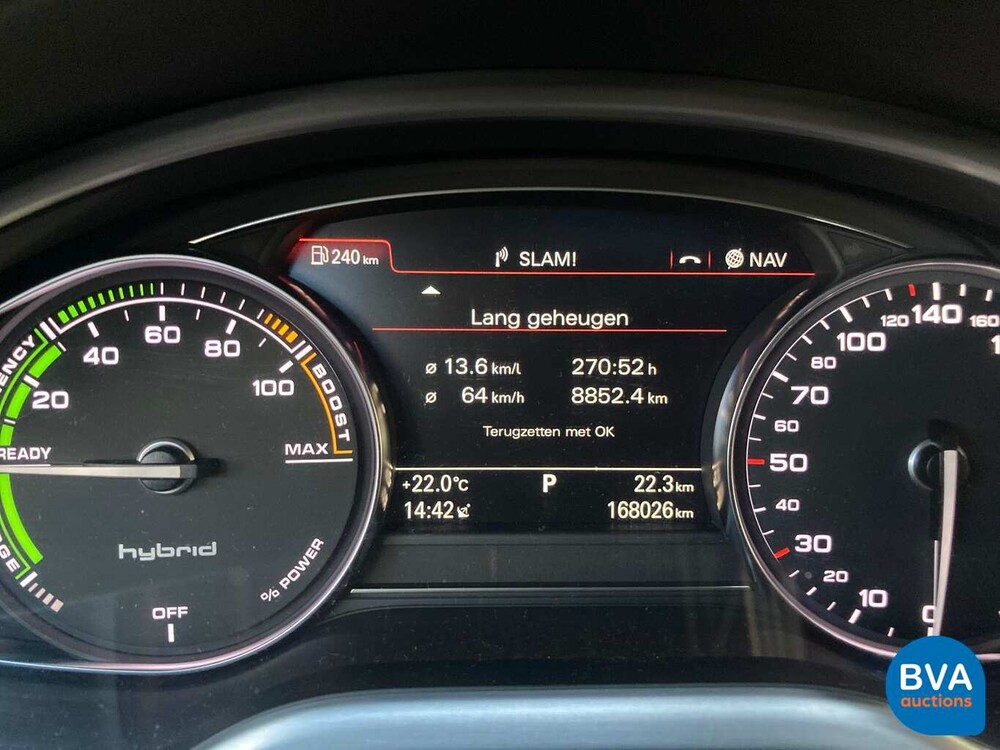 240 km SLAM! NAV
Lang geheugen
ø 13.6 km/l 270:52 h
ø 64 km/h 8852.4 km
Terugzetten met OK
+22.0°C P 22.3 km
14:42 168026 km
20 40 60 80 100
BOOST
MAX
READY
hybrid
% POWER
OFF
0 10 20 30 40 50 60 70 80 100 120 140 160
BVA
auctions